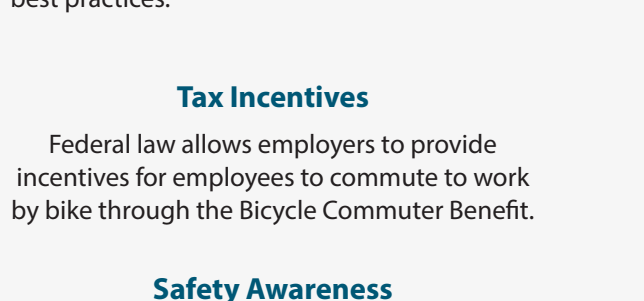 best practices.
Tax Incentives
Federal law allows employers to provide
incentives for employees to commute to work
by bike through the Bicycle Commuter Benefit.
Safety Awareness